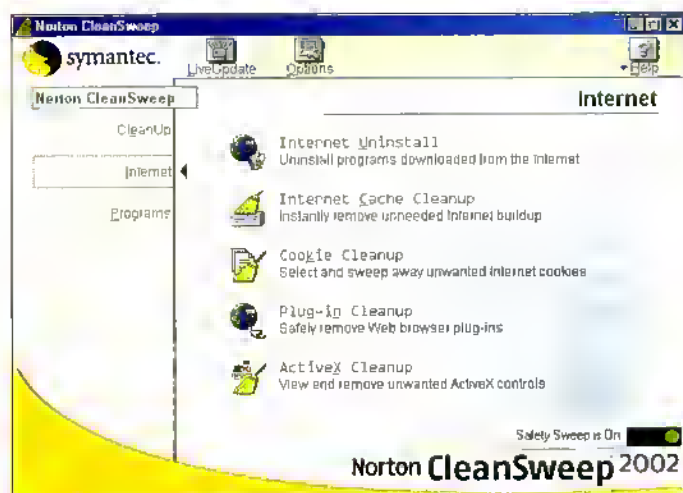 Norton CleanSweep
symantec.
LiveUpdate
Options
Help
Norton CleanSweep
CleanUp
Internet
Programs
Internet
Internet Uninstall
Uninstall programs downloaded from the Internet
Internet Cache Cleanup
Instantly remove unneeded Internet buildup
Cookie Cleanup
Select and sweep away unwanted Internet cookies
Plug-in Cleanup
Safely remove Web browser plug-ins
ActiveX Cleanup
View and remove unwanted ActiveX controls
Safety Sweep is On
Norton CleanSweep 2002